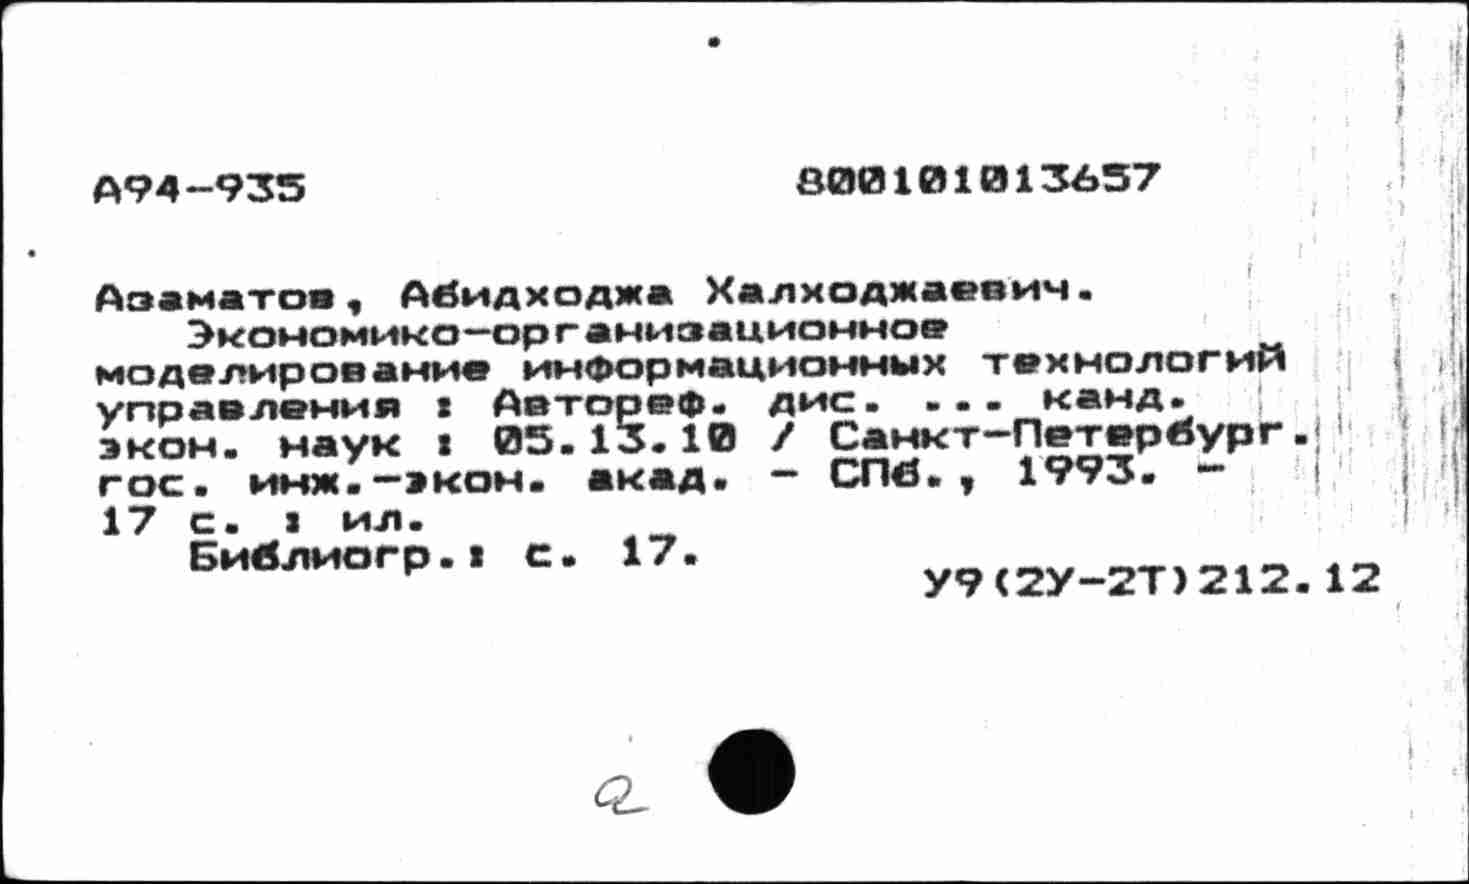 А94-935 800101013657
Азаматов, Абидходжа Халходжаевич.
Экономико-организационное
моделирование информационных технологий
управления : Автореф. дис. ... канд.
экон. наук : 05.13.10 / Санкт-Петербург.
гос. инж.-экон. акад. - СПб., 1993. -
17 с. : ил.
Библиогр.: с. 17.
У9(2У-2Т)212.12